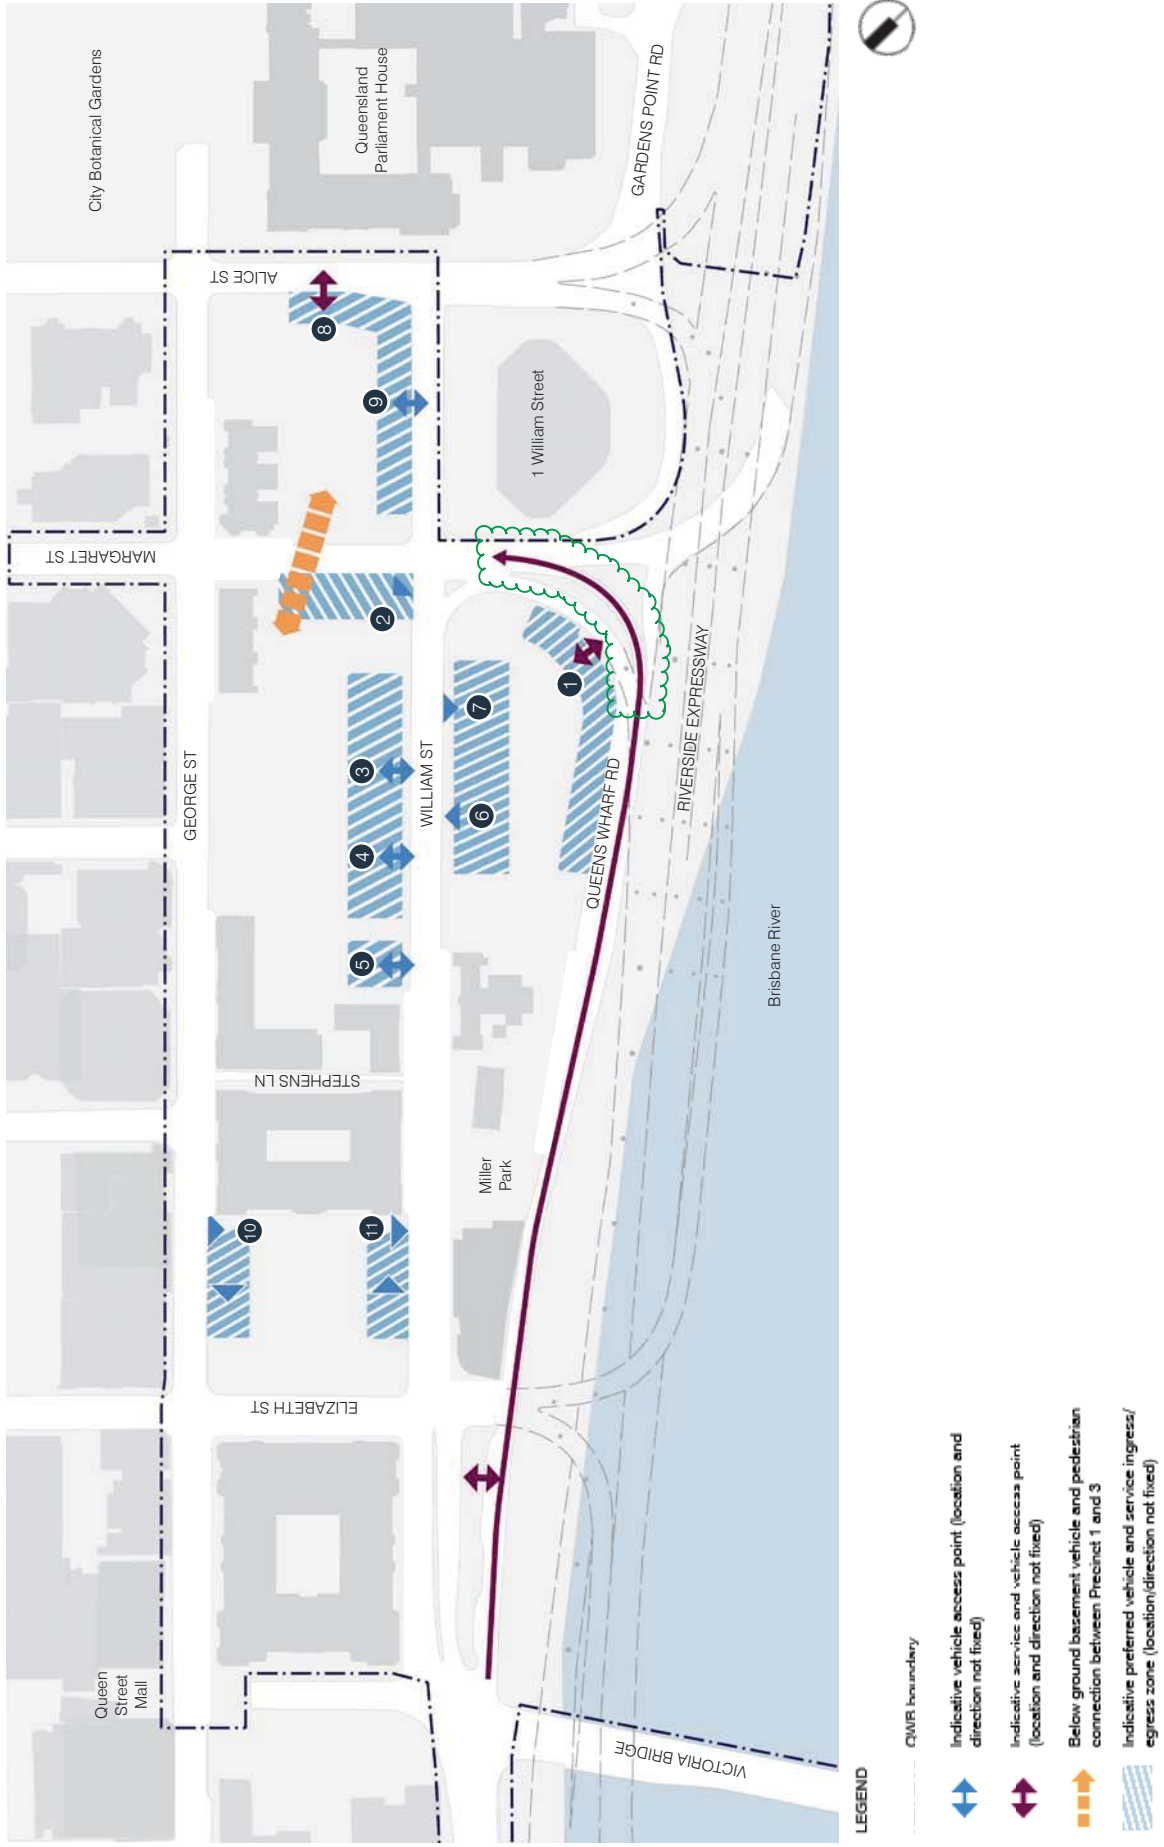 City Botanical Gardens
Queensland
Parliament House
GARDENS POINT RD
ALICE ST
8
9
1 William Street
MARGARET ST
2
1
GEORGE ST
3
WILLIAM ST
7
6
4
5
QUEENS WHARF RD
RIVERSIDE EXPRESSWAY
Brisbane River
STEPHENS LN
Miller
Park
10
11
ELIZABETH ST
Queen
Street
Mall
VICTORIA BRIDGE
LEGEND
QWB boundary
Indicative vehicle access point (location and
direction not fixed)
Indicative service and vehicle access point
(location and direction not fixed)
Below ground basement vehicle and pedestrian
connection between Precinct 1 and 3
Indicative preferred vehicle and service ingress/
egress zone (location/direction not fixed)